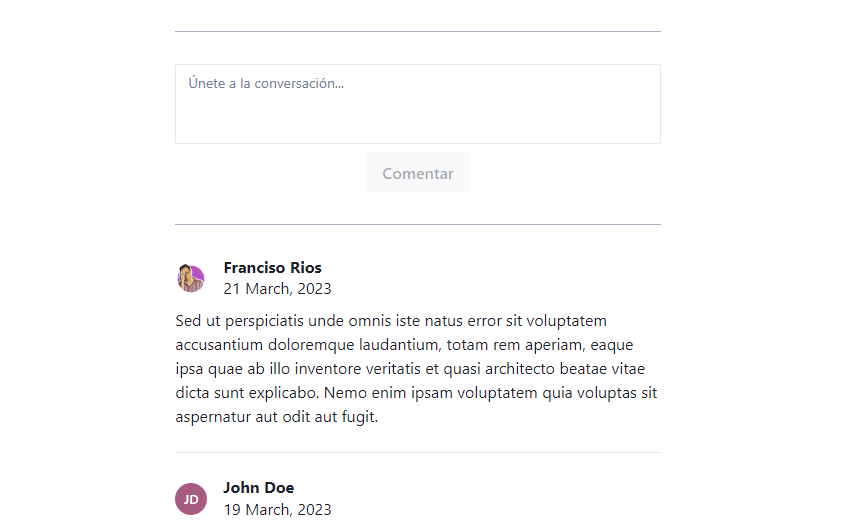 Únete a la conversación...
Comentar
Franciso Rios
21 March, 2023
Sed ut perspiciatis unde omnis iste natus error sit voluptatem
accusantium doloremque laudantium, totam rem aperiam, eaque
ipsa quae ab illo inventore veritatis et quasi architecto beatae vitae
dicta sunt explicabo. Nemo enim ipsam voluptatem quia voluptas sit
aspernatur aut odit aut fugit.
JD
John Doe
19 March, 2023